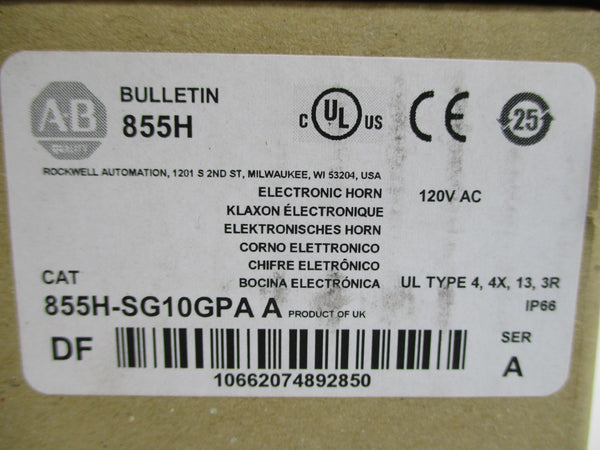 AB
QUALITY
BULLETIN
855H
C UL US
CE
25
ROCKWELL AUTOMATION, 1201 S 2ND ST, MILWAUKEE, WI 53204, USA
ELECTRONIC HORN
120V AC
KLAXON ÉLECTRONIQUE
ELEKTRONISCHES HORN
CORNO ELETTRONICO
CHIFRE ELETRÔNICO
BOCINA ELECTRÓNICA
UL TYPE 4, 4X, 13, 3R
IP66
CAT
855H-SG10GPA A PRODUCT OF UK
DF
10662074892850
SER
A